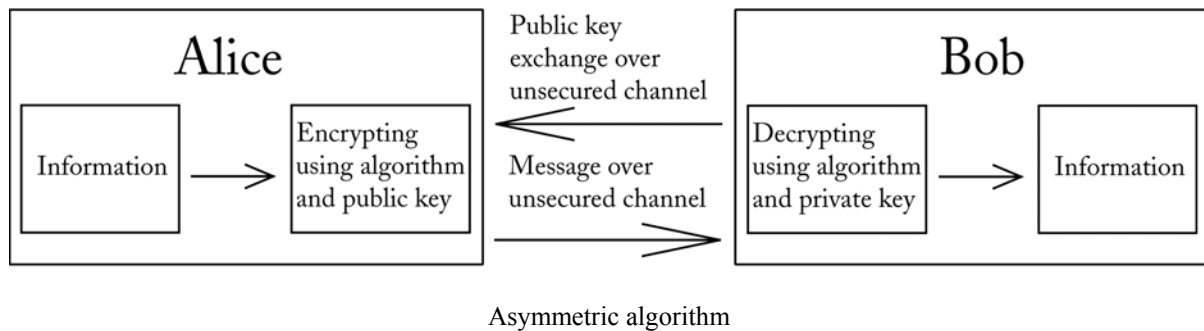 Alice
Information
Encrypting
using algorithm
and public key
Public key
exchange over
unsecured channel
Message over
unsecured channel
Bob
Decrypting
using algorithm
and private key
Information
Asymmetric algorithm